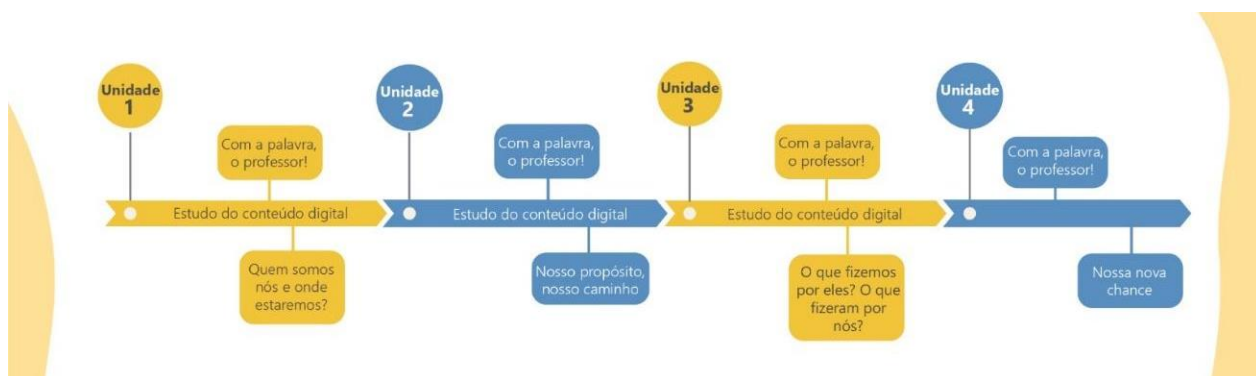 Unidade
1
Com a palavra,
o professor!
Estudo do conteúdo digital
Quem somos
nós e onde
estaremos?
Unidade
2
Com a palavra,
o professor!
Estudo do conteúdo digital
Nosso propósito,
nosso caminho
Unidade
3
Com a palavra,
o professor!
Estudo do conteúdo digital
O que fizemos
por eles? O que
fizeram por
nós?
Unidade
4
Com a palavra,
o professor!
Nossa nova
chance